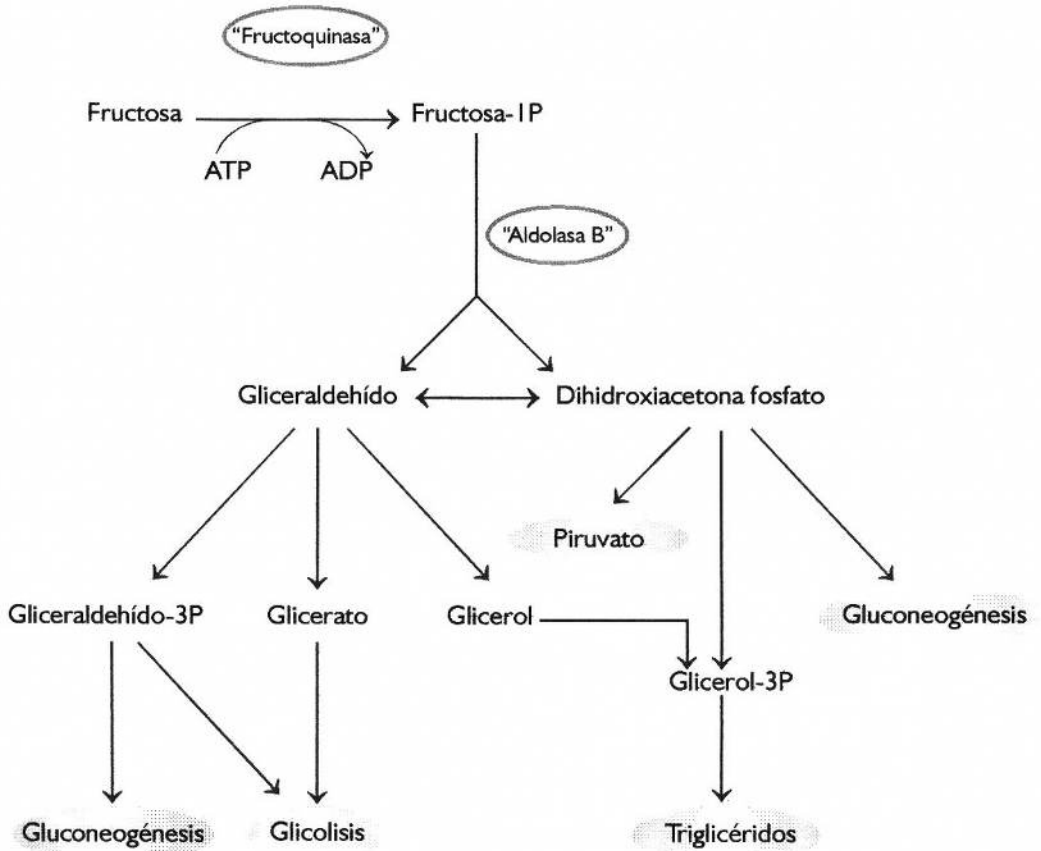 "Fructoquinasa"
Fructosa
Fructosa-1P
ATP
ADP
"Aldolasa B"
Gliceraldehído
Dihidroxiacetona fosfato
Piruvato
Gliceraldehído-3P
Glicerato
Glicerol
Gluconeogénesis
Glicerol-3P
Gluconeogénesis
Glicolisis
Triglicéridos